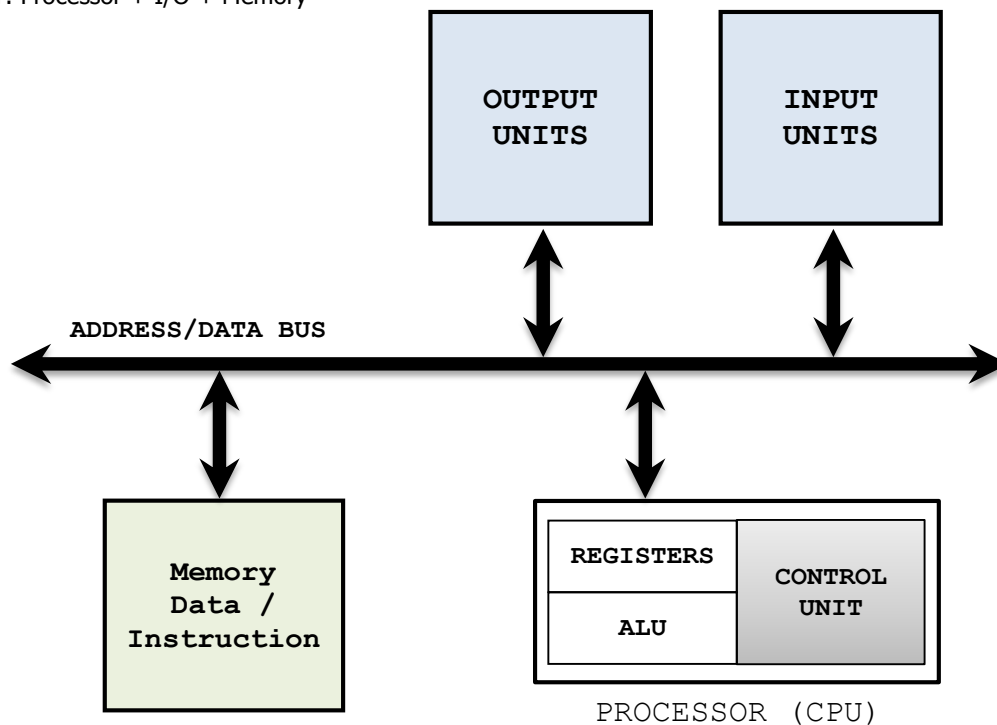 : Processor + I/O + Memory
OUTPUT
UNITS
INPUT
UNITS
ADDRESS/DATA BUS
Memory
Data /
Instruction
REGISTERS
ALU
CONTROL
UNIT
PROCESSOR (CPU)